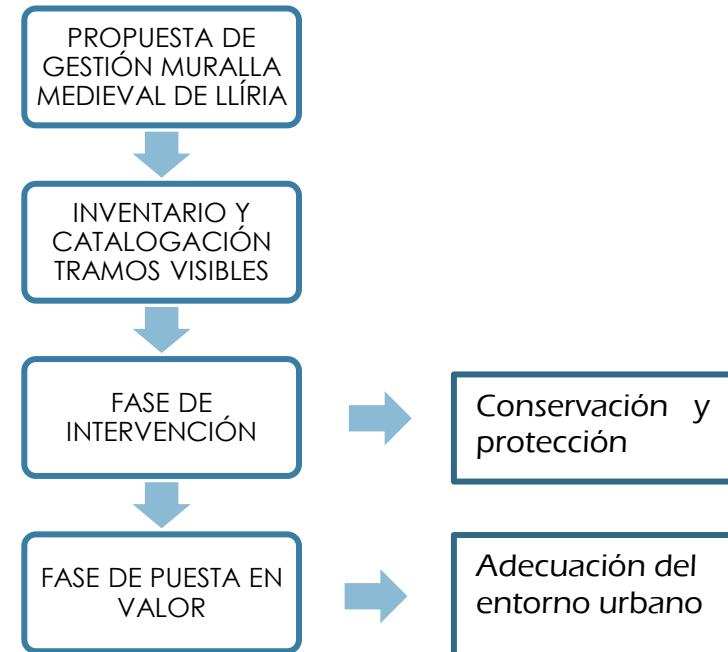 PROPUESTA DE
GESTIÓN MURALLA
MEDIEVAL DE LLÍRIA
INVENTARIO Y
CATALOGACIÓN
TRAMOS VISIBLES
FASE DE
INTERVENCIÓN
Conservación y
protección
FASE DE PUESTA EN
VALOR
Adecuación del
entorno urbano